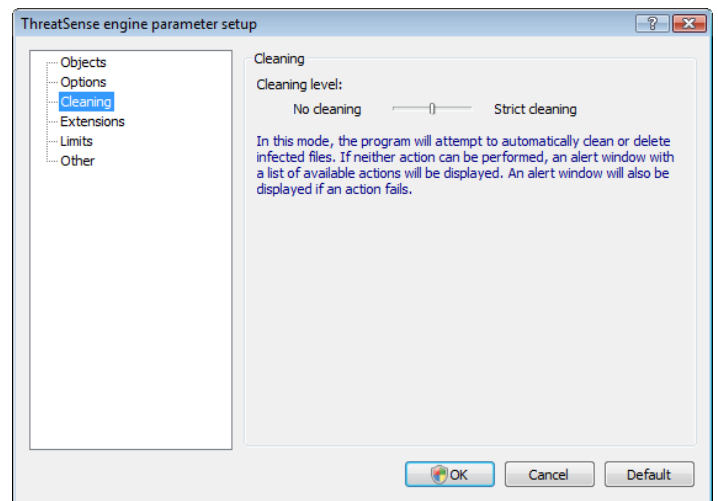 ThreatSense engine parameter setup
Objects
Options
Cleaning
Extensions
Limits
Other
Cleaning
Cleaning level:
No cleaning Strict cleaning
In this mode, the program will attempt to automatically clean or delete
infected files. If neither action can be performed, an alert window with
a list of available actions will be displayed. An alert window will also be
displayed if an action fails.
OK Cancel Default